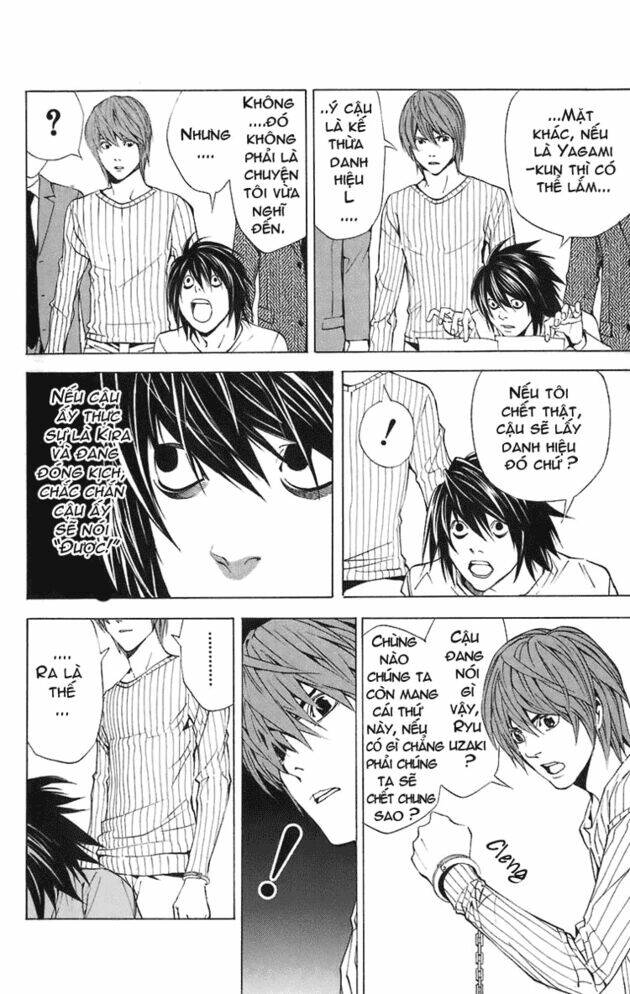 ...MẶT
KHÁC, NẾU
LÀ YAGAMI
-KUN THÌ CÓ
THỂ LẮM...
..Ý CẬU
LÀ KẾ
THỪA
DANH
HIỆU
L
....
KHÔNG
....ĐÓ
KHÔNG
PHẢI LÀ
CHUYỆN
TÔI VỪA
NGHĨ
ĐẾN.
NHƯNG
....
?
NẾU TÔI
CHẾT THẬT,
CẬU SẼ LẤY
DANH HIỆU
ĐÓ CHỨ ?
!
NẾU CẬU
ẤY THỰC
SỰ LÀ KIRA
VÀ ĐANG
ĐÓNG KỊCH,
CHẮC CHẮN
CẬU ẤY
SẼ NÓI
"ĐƯỢC!"
CẬU
ĐANG
NÓI
GÌ
VẬY,
RYU
UZAKI
?
CHỪNG
NÀO
CHÚNG TA
CÒN MANG
CÁI THỨ
NÀY, NẾU
CÓ GÌ CHẲNG
PHẢI CHÚNG
TA SẼ
CHẾT CHUNG
SAO ?
Cleng
!
........
....
RA LÀ
THẾ
...